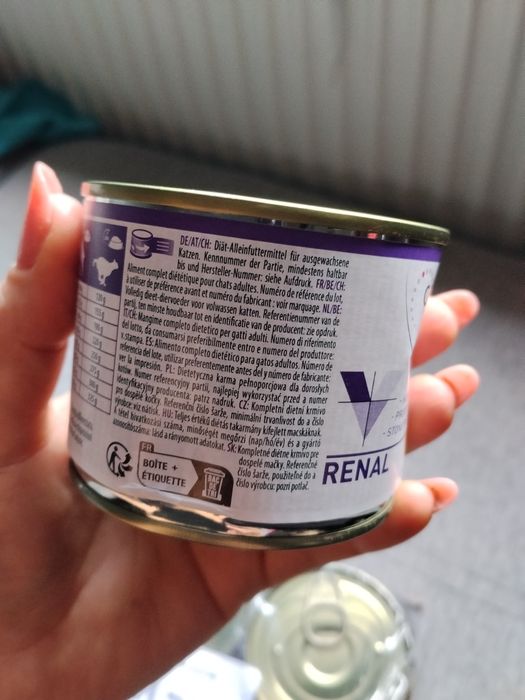 DE/AT/CH: Diät-Alleinfuttermittel für ausgewachsene
Katzen. Kennnummer der Partie, mindestens haltbar
bis und Hersteller-Nummer: siehe Aufdruck. FR/BE/CH:
Aliment complet diététique pour chats adultes. Numéro de référence du lot,
à utiliser de préférence avant et numéro du fabricant: voir marquage. NL/BE:
Volledig dieet-diervoeder voor volwassen katten. Referentienummer van de
partij, ten minste houdbaar tot en identificatie van de producent: zie opdruk.
IT/CH: Mangime completo dietetico per gatti adulti. Numero di riferimento
del lotto, da consumarsi preferibilmente entro e numero del produttore:
v.stampa. ES: Alimento completo dietético para gatos adultos. Número de
referencia del lote, utilizar preferentemente antes del y número de fabricante:
ver la impresión. PL: Dietetyczna karma pełnoporcjowa dla dorosłych
kotów. Numer referencyjny partii, najlepiej wykorzystać przed a numer
identyfikacyjny producenta: patrz nadruk. CZ: Kompletní dietní krmivo
pro dospělé kočky. Referenční číslo šarže, minimální trvanlivost do a číslo
výrobce: viz nátisk. HU: Teljes értékű diétás takarmány kifejlett macskáknak.
A tétel hivatkozási száma, minőségét megőrzi (nap/hó/év) és a gyártó
azonosítószáma: lásd a rányomott adatokat. SK: Kompletné diétne krmivo pre
dospelé mačky. Referenčné
číslo šarže, použiteľné do a
číslo výrobcu: pozri potlač.
FR
BOÎTE +
ÉTIQUETTE
BAC
DE
TRI
RENAL